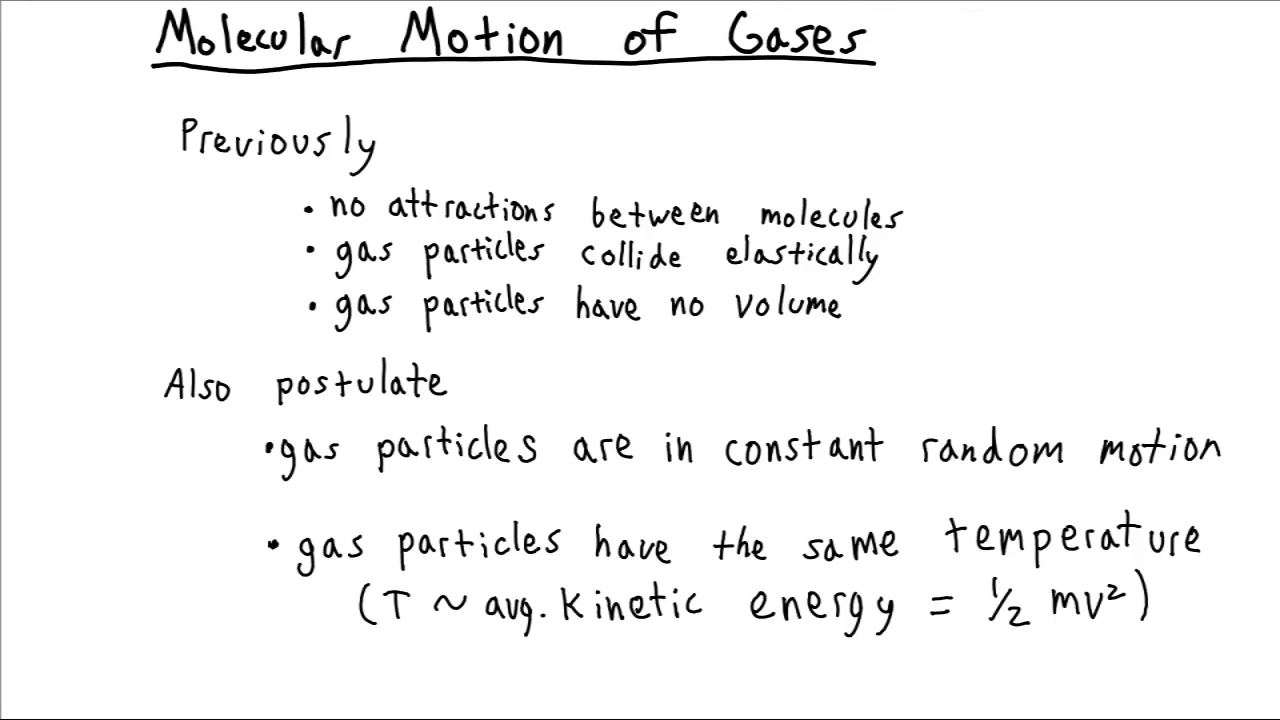 Molecular Motion of Gases
Previously
• no attractions between molecules
• gas particles collide elastically
• gas particles have no volume
Also postulate
• gas particles are in constant random motion
• gas particles have the same temperature
(T ~ avg. kinetic energy = 1/2 mv²)